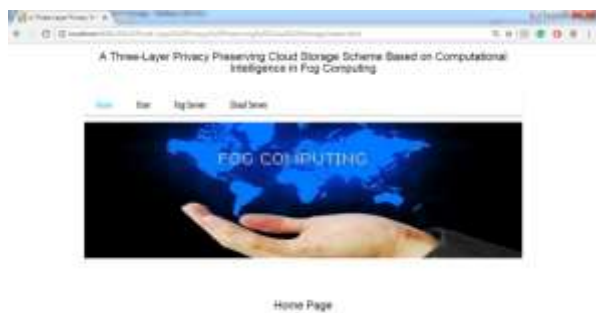 A Three-Layer Privacy Preserving Cloud Storage Scheme Based on Computational
Intelligence in Fog Computing
Home User Fog Server Cloud Server
FOG COMPUTING
Home Page